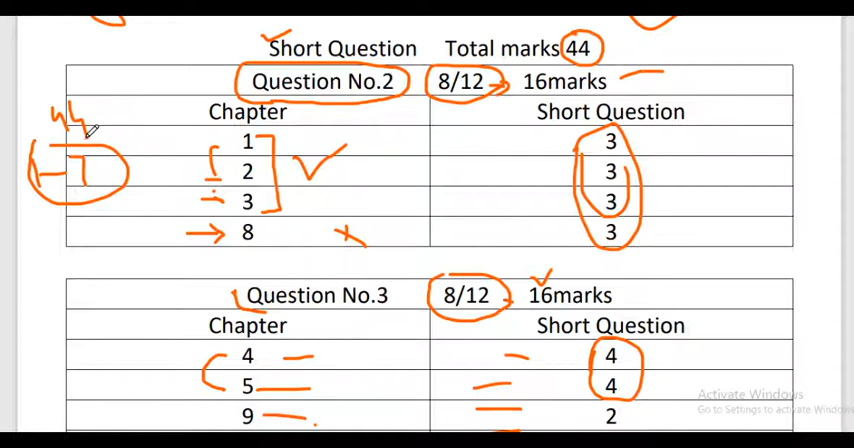 Short Question Total marks 44
Question No.2 8/12 16marks
Chapter Short Question
1 3
2 3
3 3
8 3
44
17
Question No.3 8/12 16marks
Chapter Short Question
4 4
5 4
9 2
Activate Windows
Go to Settings to activate Windows.